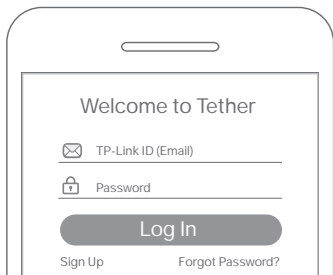 Welcome to Tether
TP-Link ID (Email)
Password
Log In
Sign Up Forgot Password?